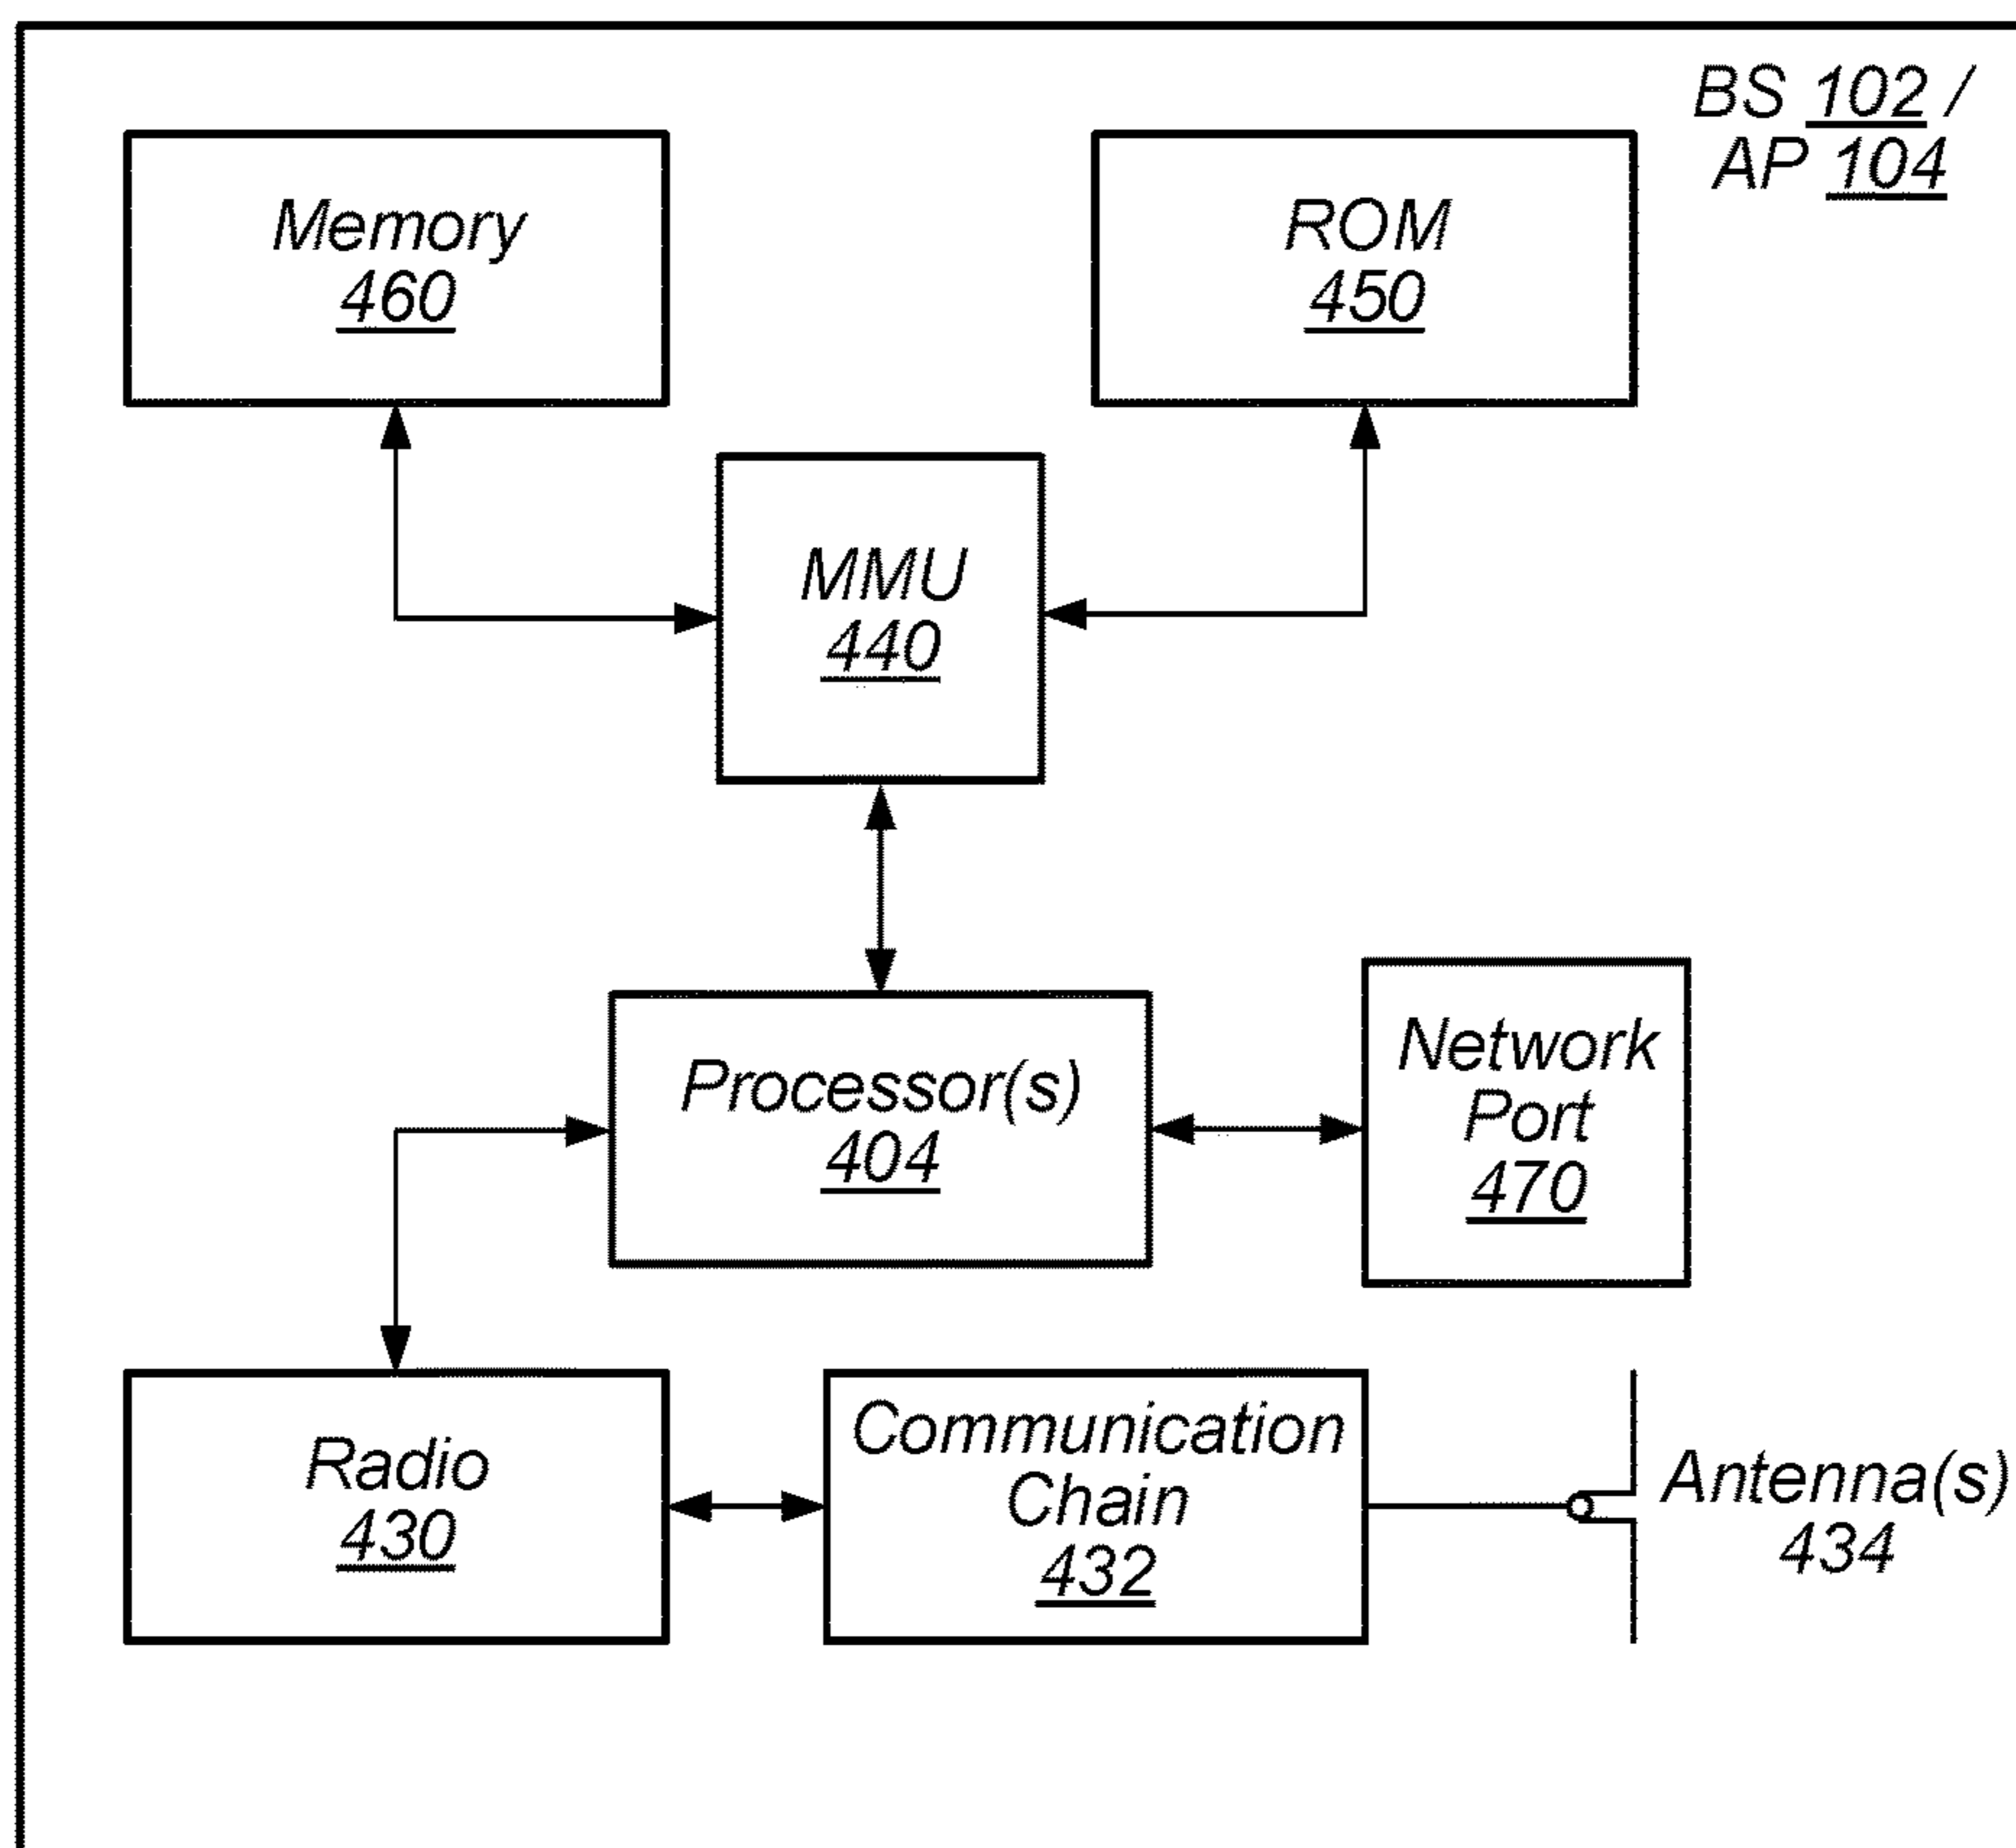 BS 102 /
AP 104
Memory
460
ROM
450
MMU
440
Processor(s)
404
Network
Port
470
Radio
430
Communication
Chain
432
Antenna(s)
434